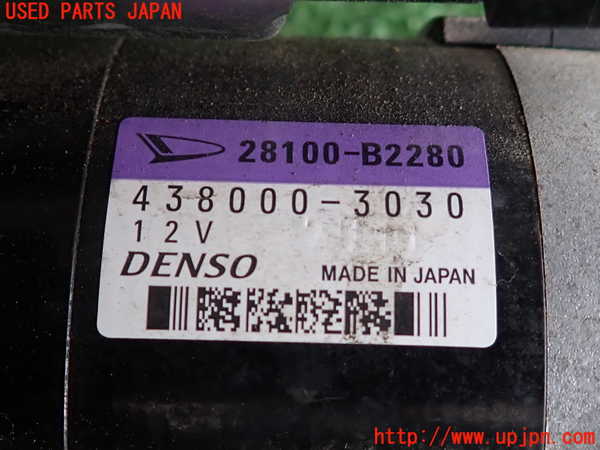 USED PARTS JAPAN
28100-B2280
438000-3030
12V
DENSO
MADE IN JAPAN
http://www.upjpn.com/